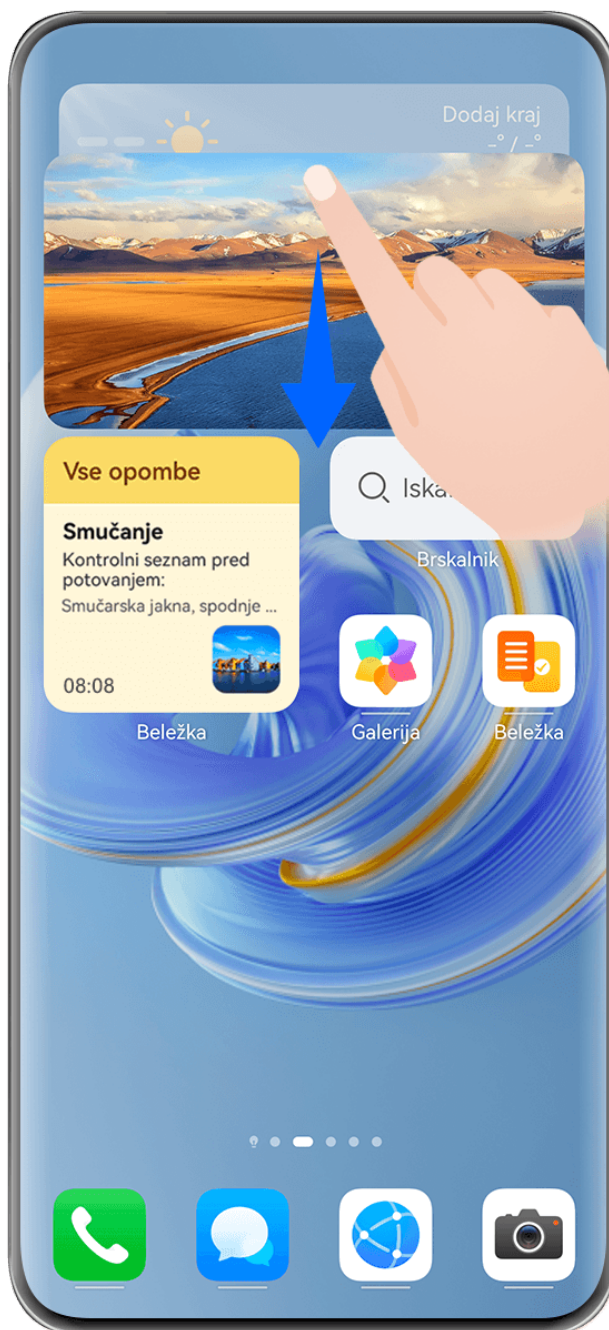 Dodaj kraj
-° / -°
Vse opombe
Smučanje
Kontrolni seznam pred
potovanjem:
Smučarska jakna, spodnje ...
08:08
Beležka
Iska
Brskalnik
Galerija
Beležka